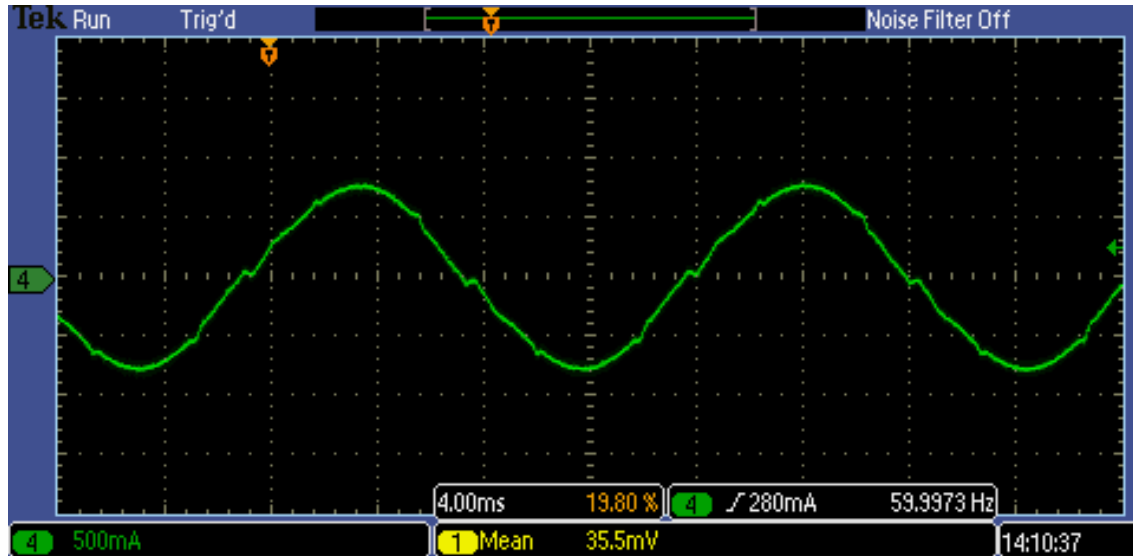 Tek Run Trig'd Noise Filter Off
T
T
4
4.00ms 19.80 % 4 280mA 59.9973 Hz
4 500mA 1 Mean 35.5mV 14:10:37